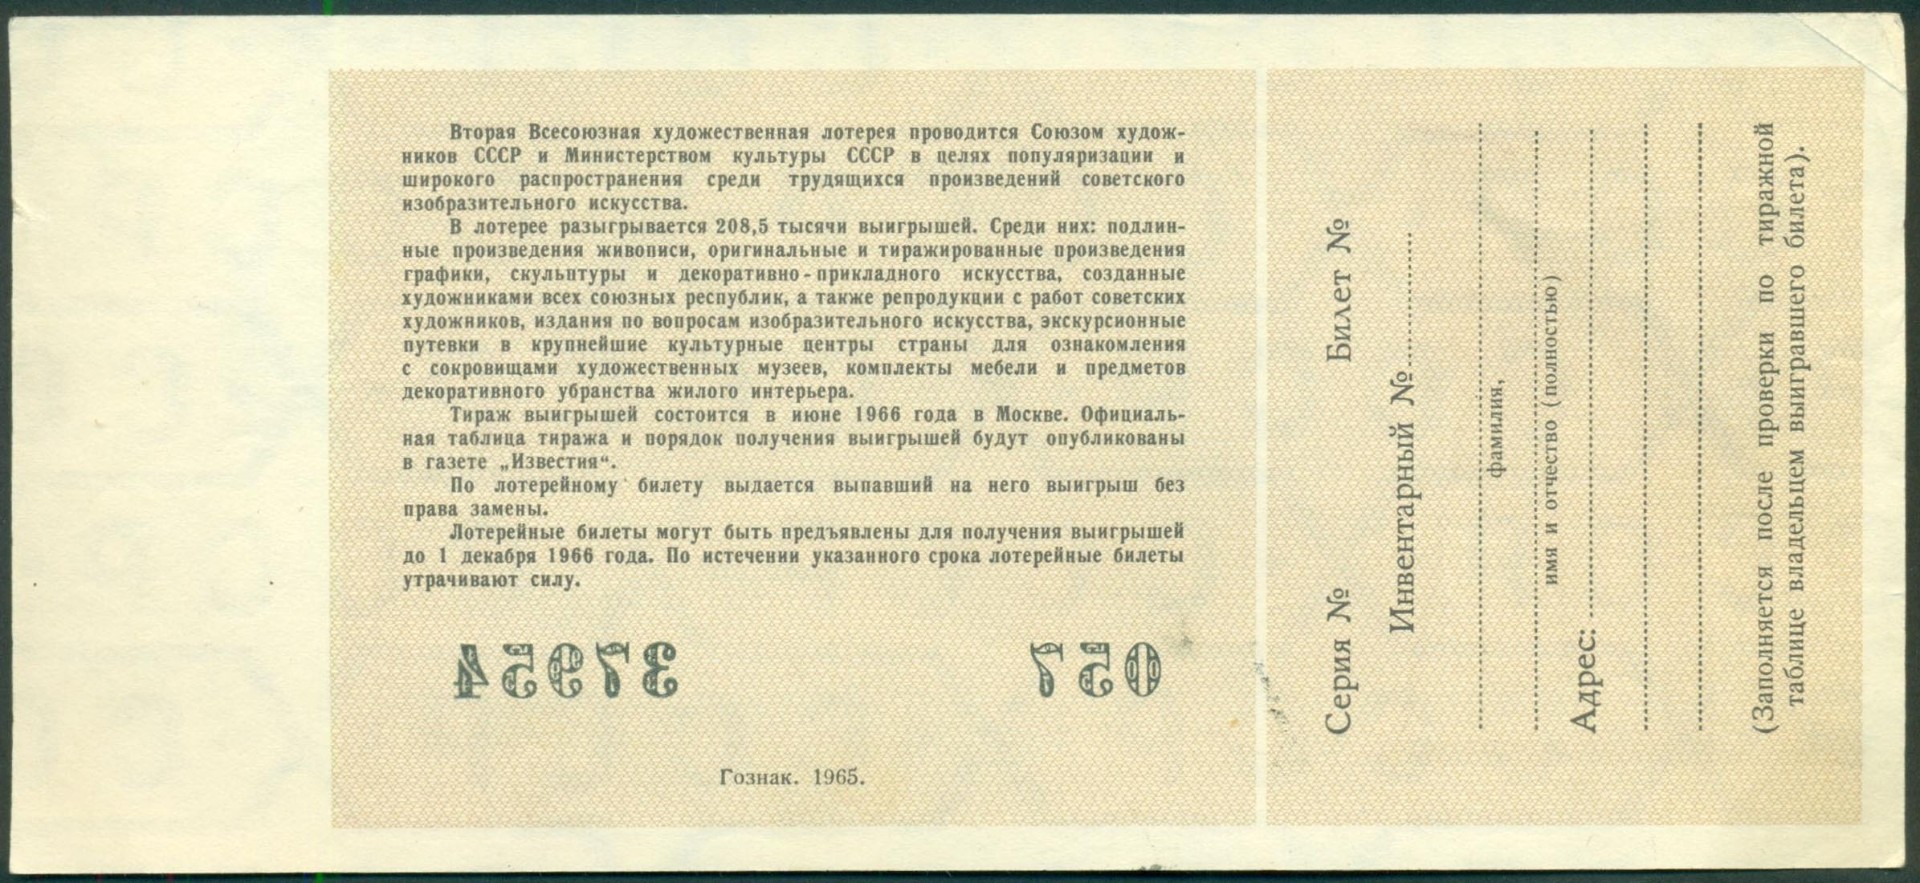 Вторая Всесоюзная художественная лотерея проводится Союзом худож-
ников СССР и Министерством культуры СССР в целях популяризации и
широкого распространения среди трудящихся произведений советского
изобразительного искусства.
В лотерее разыгрывается 208,5 тысячи выигрышей. Среди них: подлин-
ные произведения живописи, оригинальные и тиражированные произведения
графики, скульптуры и декоративно-прикладного искусства, созданные
художниками всех союзных республик, а также репродукции с работ советских
художников, издания по вопросам изобразительного искусства, экскурсионные
путевки в крупнейшие культурные центры страны для ознакомления
с сокровищами художественных музеев, комплекты мебели и предметов
декоративного убранства жилого интерьера.
Тираж выигрышей состоится в июне 1966 года в Москве. Официаль-
ная таблица тиража и порядок получения выигрышей будут опубликованы
в газете „Известия“.
По лотерейному билету выдается выпавший на него выигрыш без
права замены.
Лотерейные билеты могут быть предъявлены для получения выигрышей
до 1 декабря 1966 года. По истечении указанного срока лотерейные билеты
утрачивают силу.
37954 057
Гознак. 1965.
Серия № Билет №
Инвентарный №
фамилия,
имя и отчество (полностью)
Адрес:
(Заполняется после проверки по тиражной
таблице владельцем выигравшего билета).